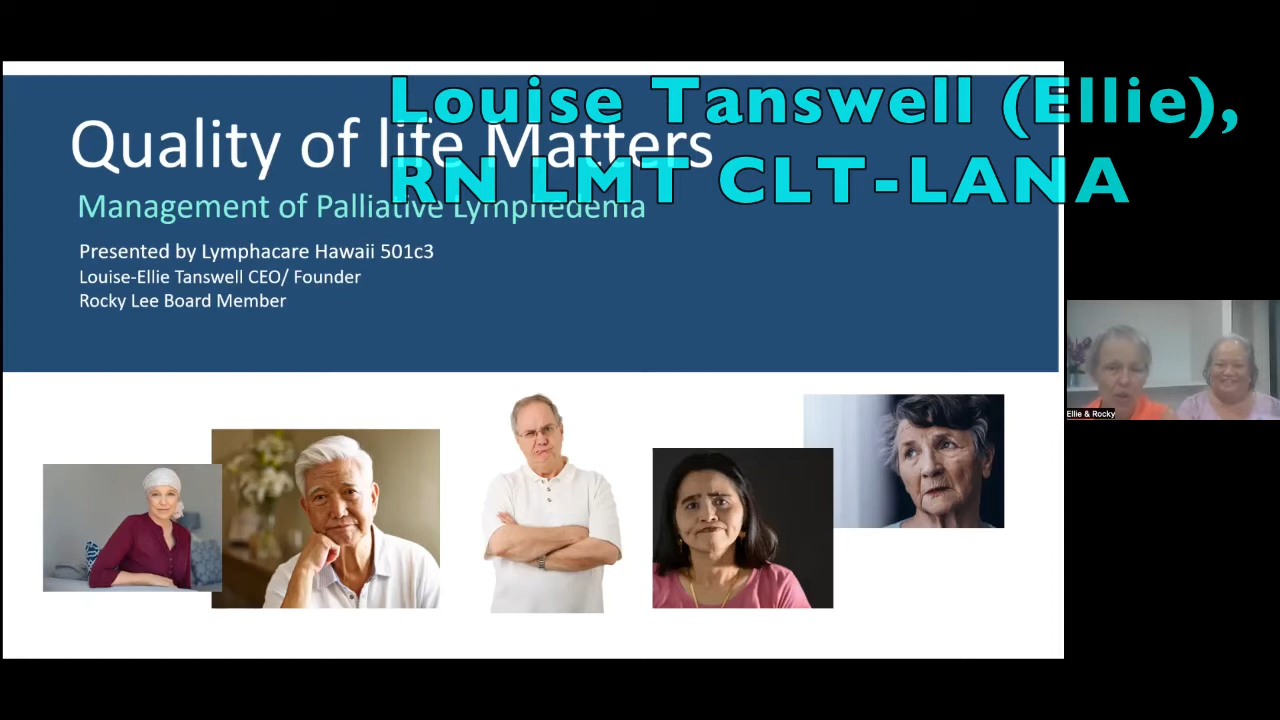 Louise Tanswell (Ellie),
RN LMT CLT-LANA
Quality of life Matters
Management of Palliative Lymphedema
Presented by Lymphacare Hawaii 501c3
Louise-Ellie Tanswell CEO/ Founder
Rocky Lee Board Member
Ellie & Rocky